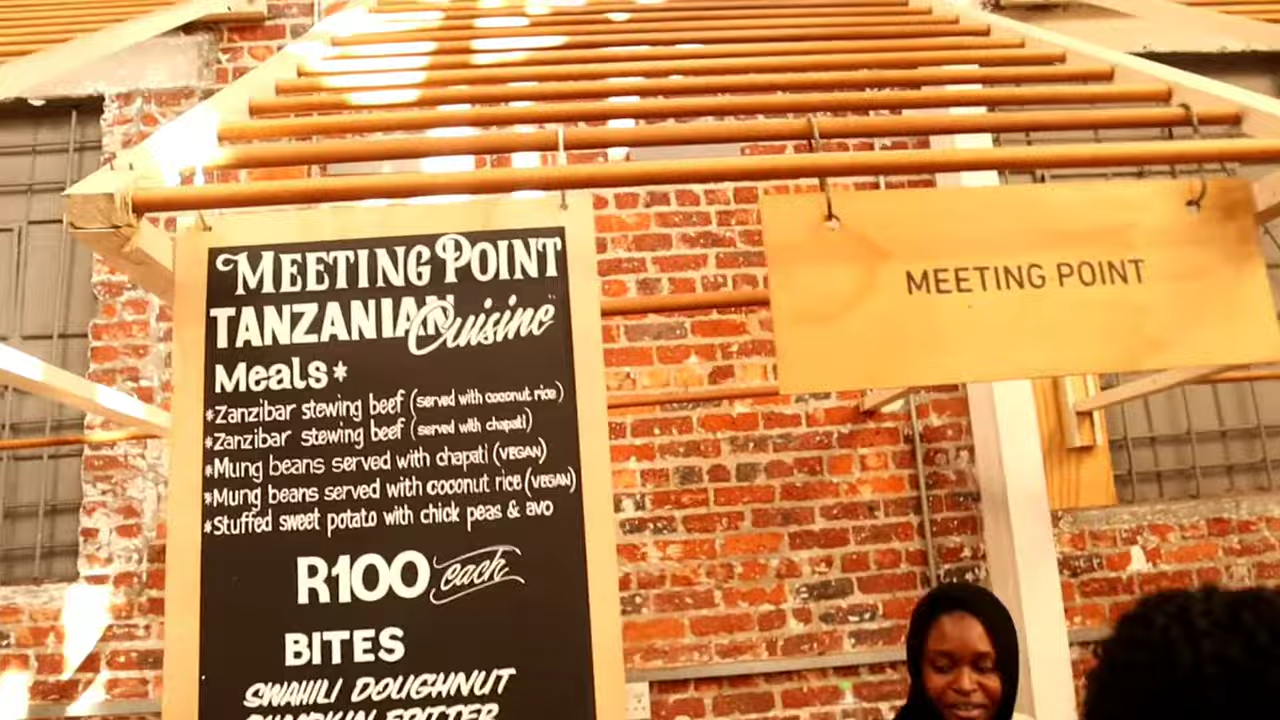 MEETING POINT
TANZANIAN Cuisine
Meals*
*Zanzibar stewing beef (served with coconut rice)
*Zanzibar stewing beef (served with chapati)
*Mung beans served with chapati (VEGAN)
*Mung beans served with coconut rice (VEGAN)
*Stuffed sweet potato with chick peas & avo
R100 each
BITES
SWAHILI DOUGHNUT
PUMPKIN FRITTER
MEETING POINT